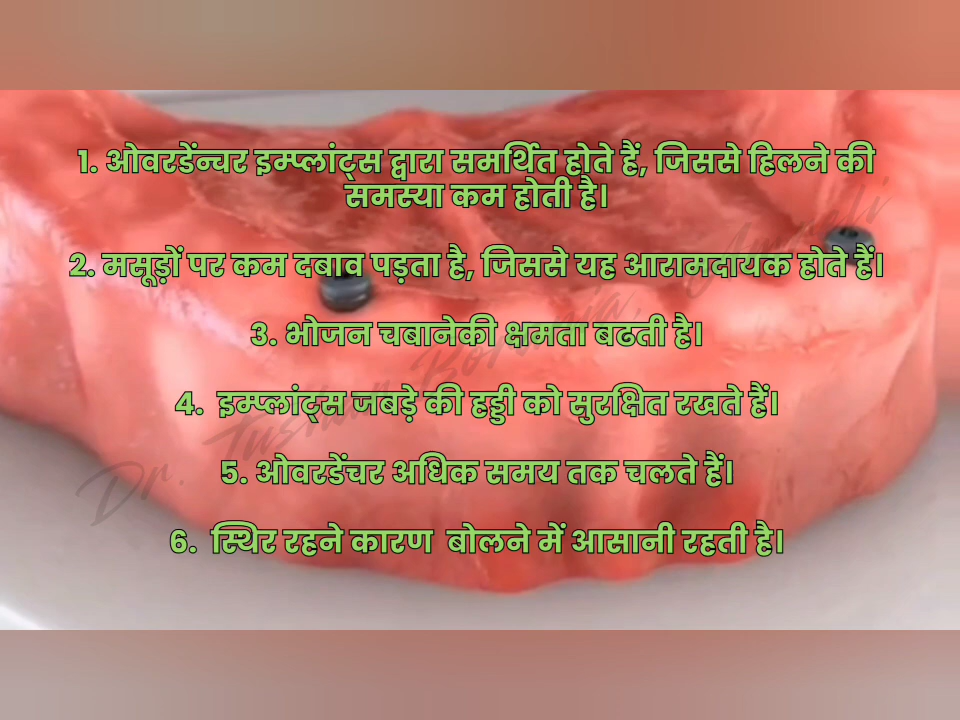 1. ओवरडेंन्चर इम्प्लांट्स द्वारा समर्थित होते हैं, जिससे हिलने की
समस्या कम होती है।
2. मसूड़ों पर कम दबाव पड़ता है, जिससे यह आरामदायक होते हैं।
3. भोजन चबानेकी क्षमता बढती है।
4. इम्प्लांट्स जबड़े की हड्डी को सुरक्षित रखते हैं।
5. ओवरडेंचर अधिक समय तक चलते हैं।
6. स्थिर रहने कारण बोलने में आसानी रहती है।
Dr. Tushar